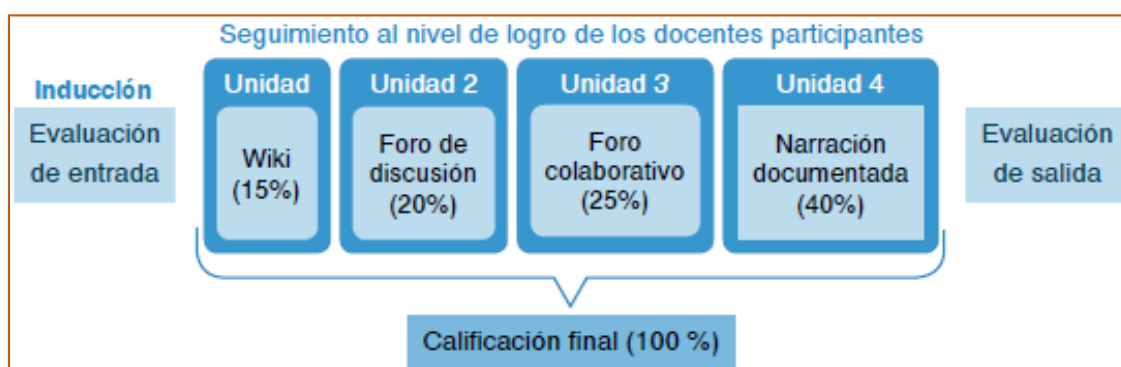 Seguimiento al nivel de logro de los docentes participantes
Inducción
Evaluación
de entrada
Unidad
Wiki
(15%)
Unidad 2
Foro de
discusión
(20%)
Unidad 3
Foro
colaborativo
(25%)
Unidad 4
Narración
documentada
(40%)
Evaluación
de salida
Calificación final (100 %)